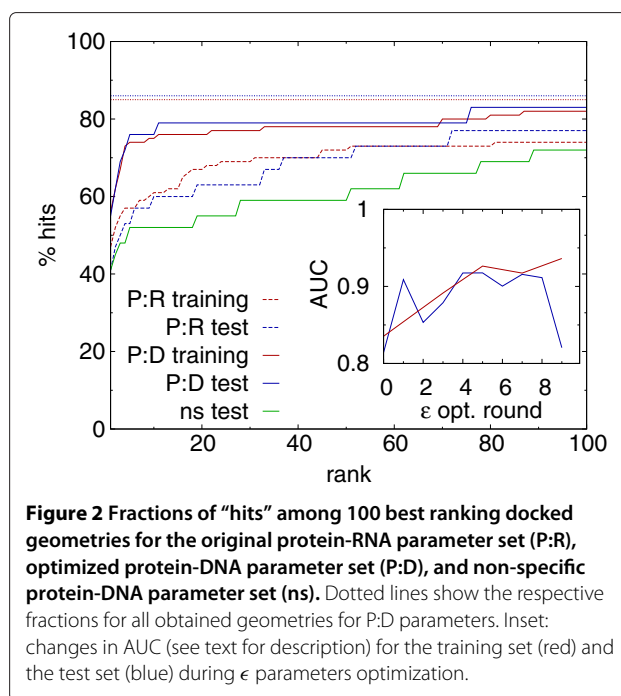 100
80
60
40
20
0
% hits
20
40
60
80
100
rank
P:R training
P:R test
P:D training
P:D test
ns test
1
0.9
0.8
AUC
0
2
4
6
8
ε opt. round
Figure 2 Fractions of “hits” among 100 best ranking docked
geometries for the original protein-RNA parameter set (P:R),
optimized protein-DNA parameter set (P:D), and non-specific
protein-DNA parameter set (ns). Dotted lines show the respective
fractions for all obtained geometries for P:D parameters. Inset:
changes in AUC (see text for description) for the training set (red) and
the test set (blue) during ϵ parameters optimization.